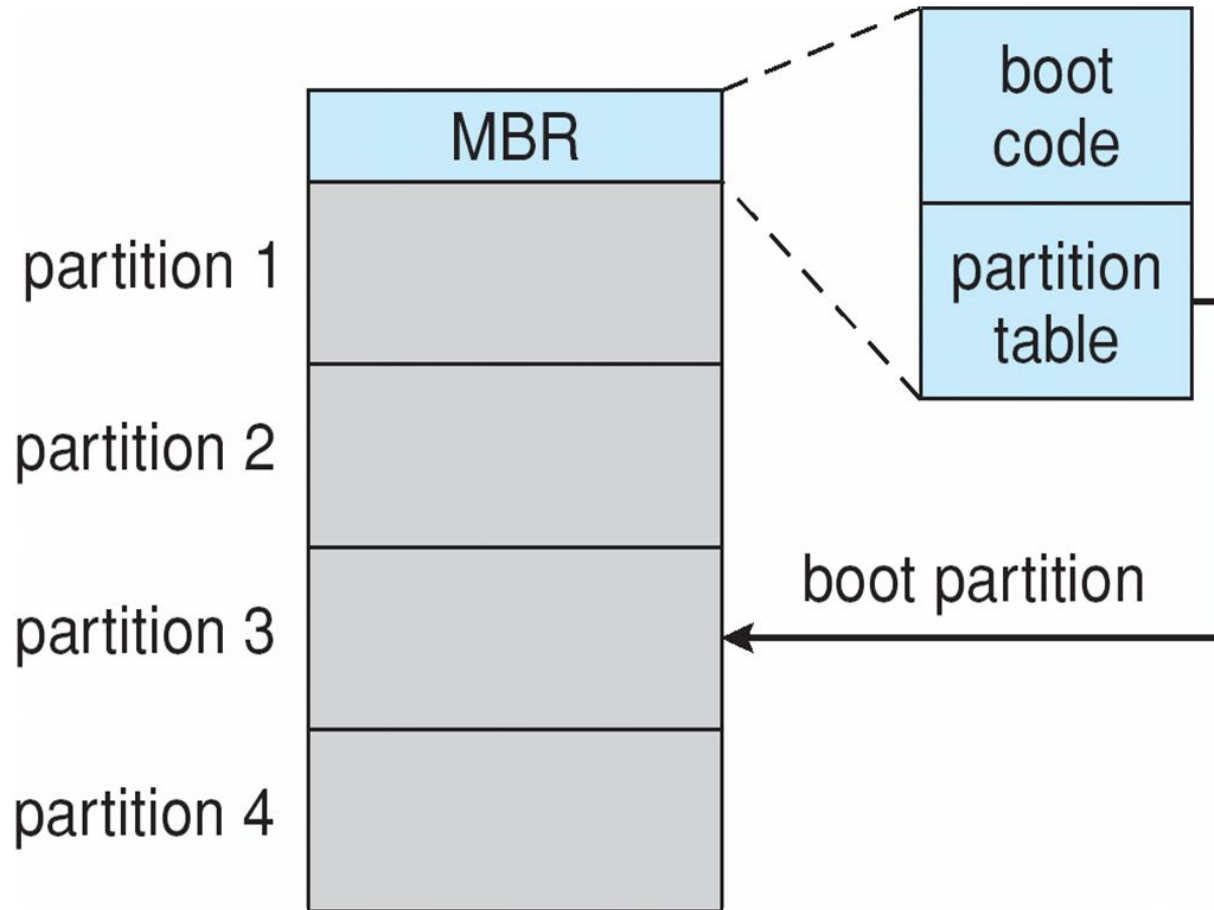 MBR
boot
code
partition
table
partition 1
partition 2
boot partition
partition 3
partition 4